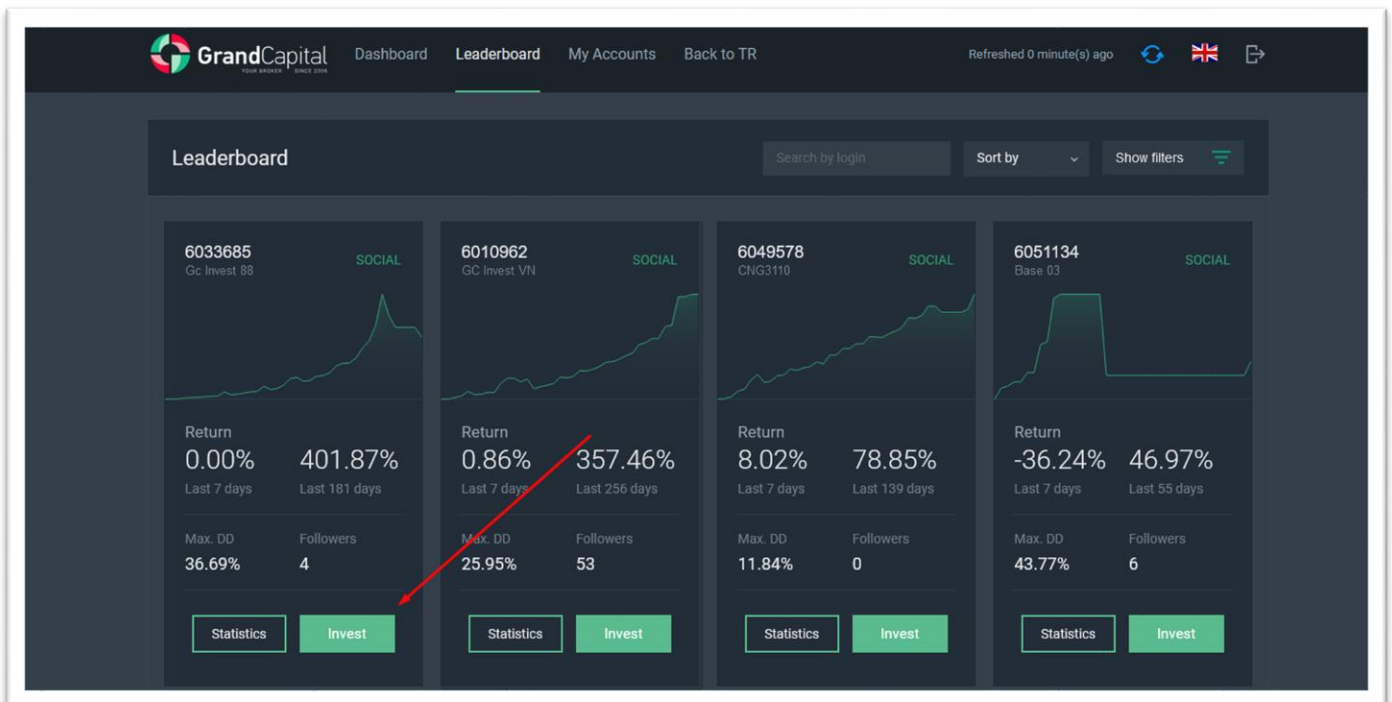 GrandCapital
YOUR BROKER SINCE 2006
Dashboard Leaderboard My Accounts Back to TR
Refreshed 0 minute(s) ago
Leaderboard
Search by login
Sort by
Show filters
6033685 SOCIAL
Gc Invest 88
Return
0.00% 401.87%
Last 7 days Last 181 days
Max. DD Followers
36.69% 4
Statistics Invest
6010962 SOCIAL
GC Invest VN
Return
0.86% 357.46%
Last 7 days Last 256 days
Max. DD Followers
25.95% 53
Statistics Invest
6049578 SOCIAL
CNG3110
Return
8.02% 78.85%
Last 7 days Last 139 days
Max. DD Followers
11.84% 0
Statistics Invest
6051134 SOCIAL
Base 03
Return
-36.24% 46.97%
Last 7 days Last 55 days
Max. DD Followers
43.77% 6
Statistics Invest